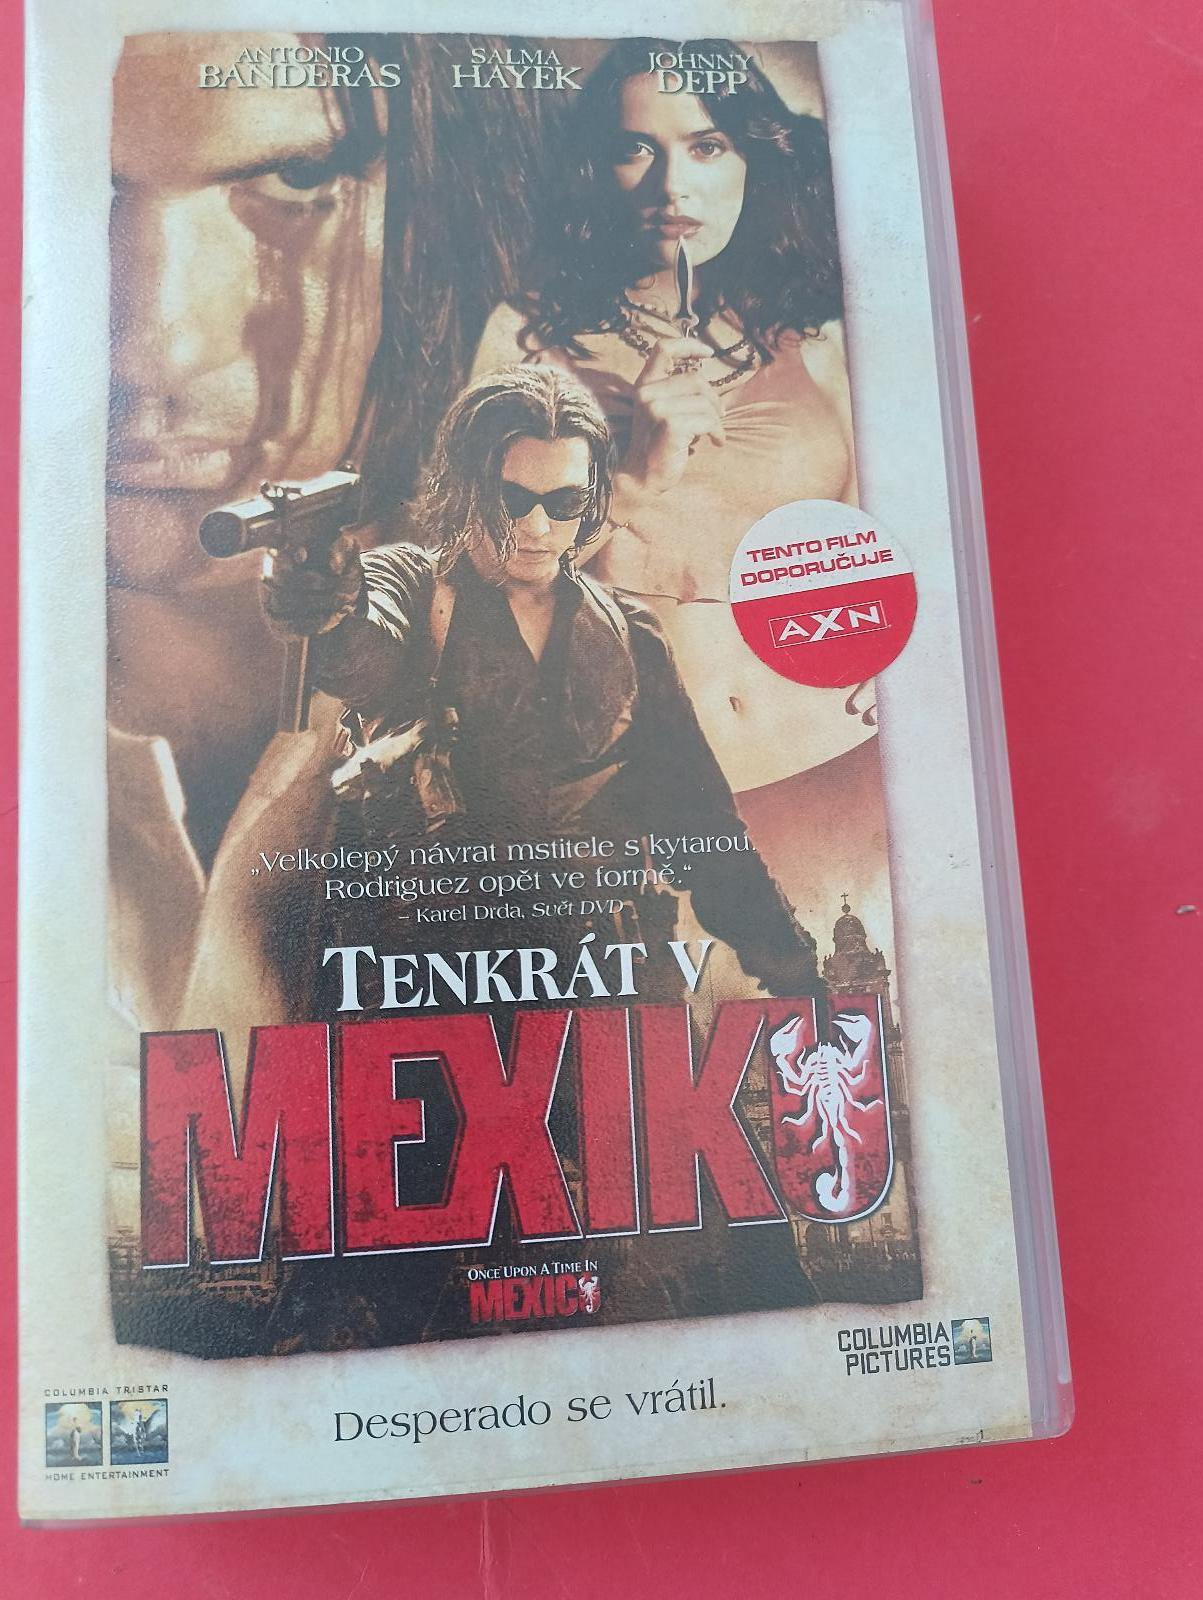 ANTONIO
BANDERAS
SALMA
HAYEK
JOHNNY
DEPP
TENTO FILM
DOPORUČUJE
AXN
„Velkolepý návrat mstitele s kytarou.
Rodriguez opět ve formě.“
– Karel Drda, Svět DVD
TENKRÁT V
MEXIKU
ONCE UPON A TIME IN
MEXICO
COLUMBIA
PICTURES
COLUMBIA TRISTAR
HOME ENTERTAINMENT
Desperado se vrátil.